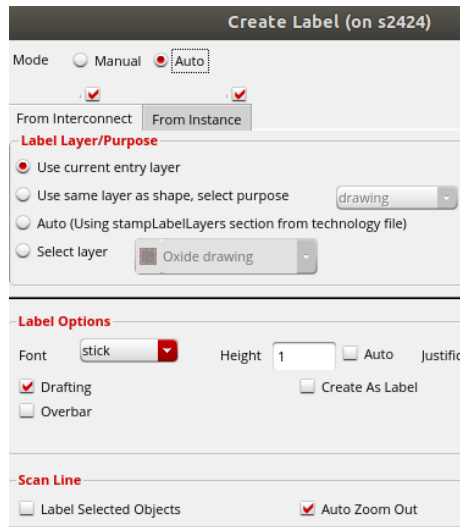 Create Label (on s2424)
Mode Manual Auto
From Interconnect From Instance
Label Layer/Purpose
Use current entry layer
Use same layer as shape, select purpose drawing
Auto (Using stampLabelLayers section from technology file)
Select layer Oxide drawing
Label Options
Font stick Height 1 Auto Justific
Drafting Create As Label
Overbar
Scan Line
Label Selected Objects Auto Zoom Out